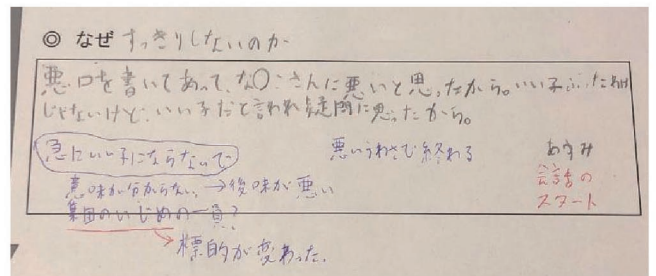 ◎ なぜ すっきりしないのか
悪口を書いてあって、な〇〇さんに悪いと思ったから。いい子ぶったわけ
じゃないけど、いい子だと言われ疑問に思ったから。
急にいい子にならないで
悪いうわさで終わる
あずみ
意味が分からない。→後味が悪い
会話の
スタート
集団のいじめの一員?
標的が変わった。